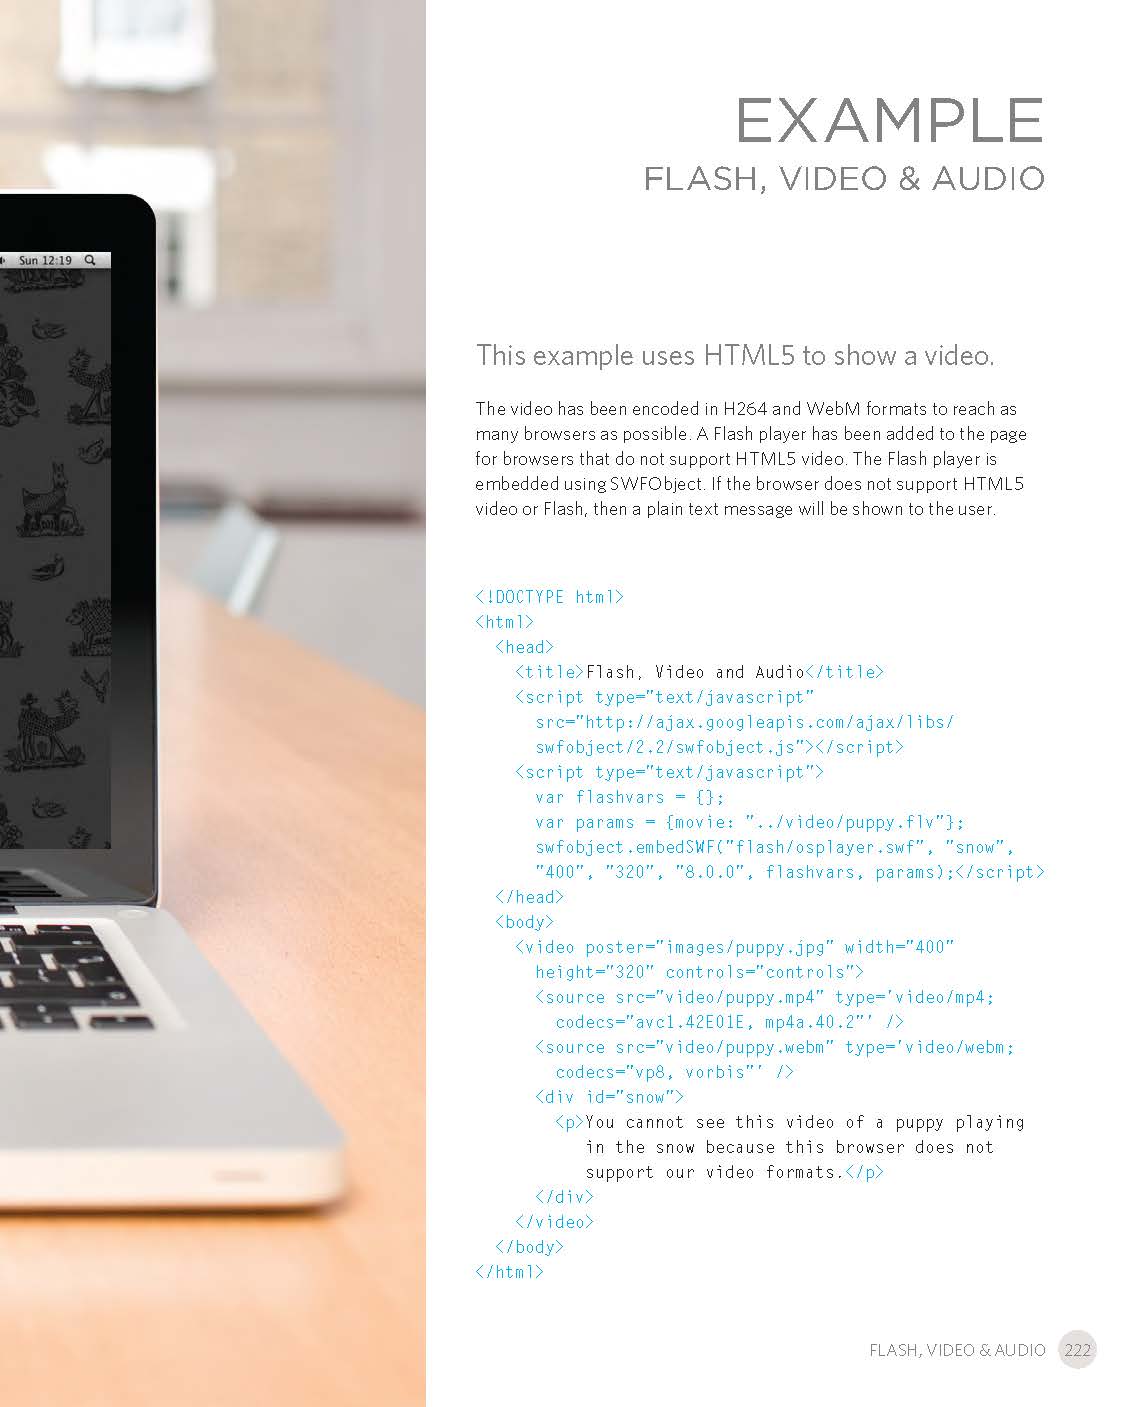 Sun 12:19
EXAMPLE
FLASH, VIDEO & AUDIO
This example uses HTML5 to show a video.
The video has been encoded in H264 and WebM formats to reach as
many browsers as possible. A Flash player has been added to the page
for browsers that do not support HTML5 video. The Flash player is
embedded using SWFObject. If the browser does not support HTML5
video or Flash, then a plain text message will be shown to the user.
<!DOCTYPE html>
<html>
  <head>
    <title>Flash, Video and Audio</title>
    <script type="text/javascript"
      src="http://ajax.googleapis.com/ajax/libs/
      swfobject/2.2/swfobject.js"></script>
    <script type="text/javascript">
      var flashvars = {};
      var params = {movie: "../video/puppy.flv"};
      swfobject.embedSWF("flash/osplayer.swf", "snow",
      "400", "320", "8.0.0", flashvars, params);</script>
  </head>
  <body>
    <video poster="images/puppy.jpg" width="400"
      height="320" controls="controls">
      <source src="video/puppy.mp4" type='video/mp4;
        codecs="avc1.42E01E, mp4a.40.2"' />
      <source src="video/puppy.webm" type='video/webm;
        codecs="vp8, vorbis"' />
      <div id="snow">
        <p>You cannot see this video of a puppy playing
           in the snow because this browser does not
           support our video formats.</p>
      </div>
    </video>
  </body>
</html>
FLASH, VIDEO & AUDIO 222